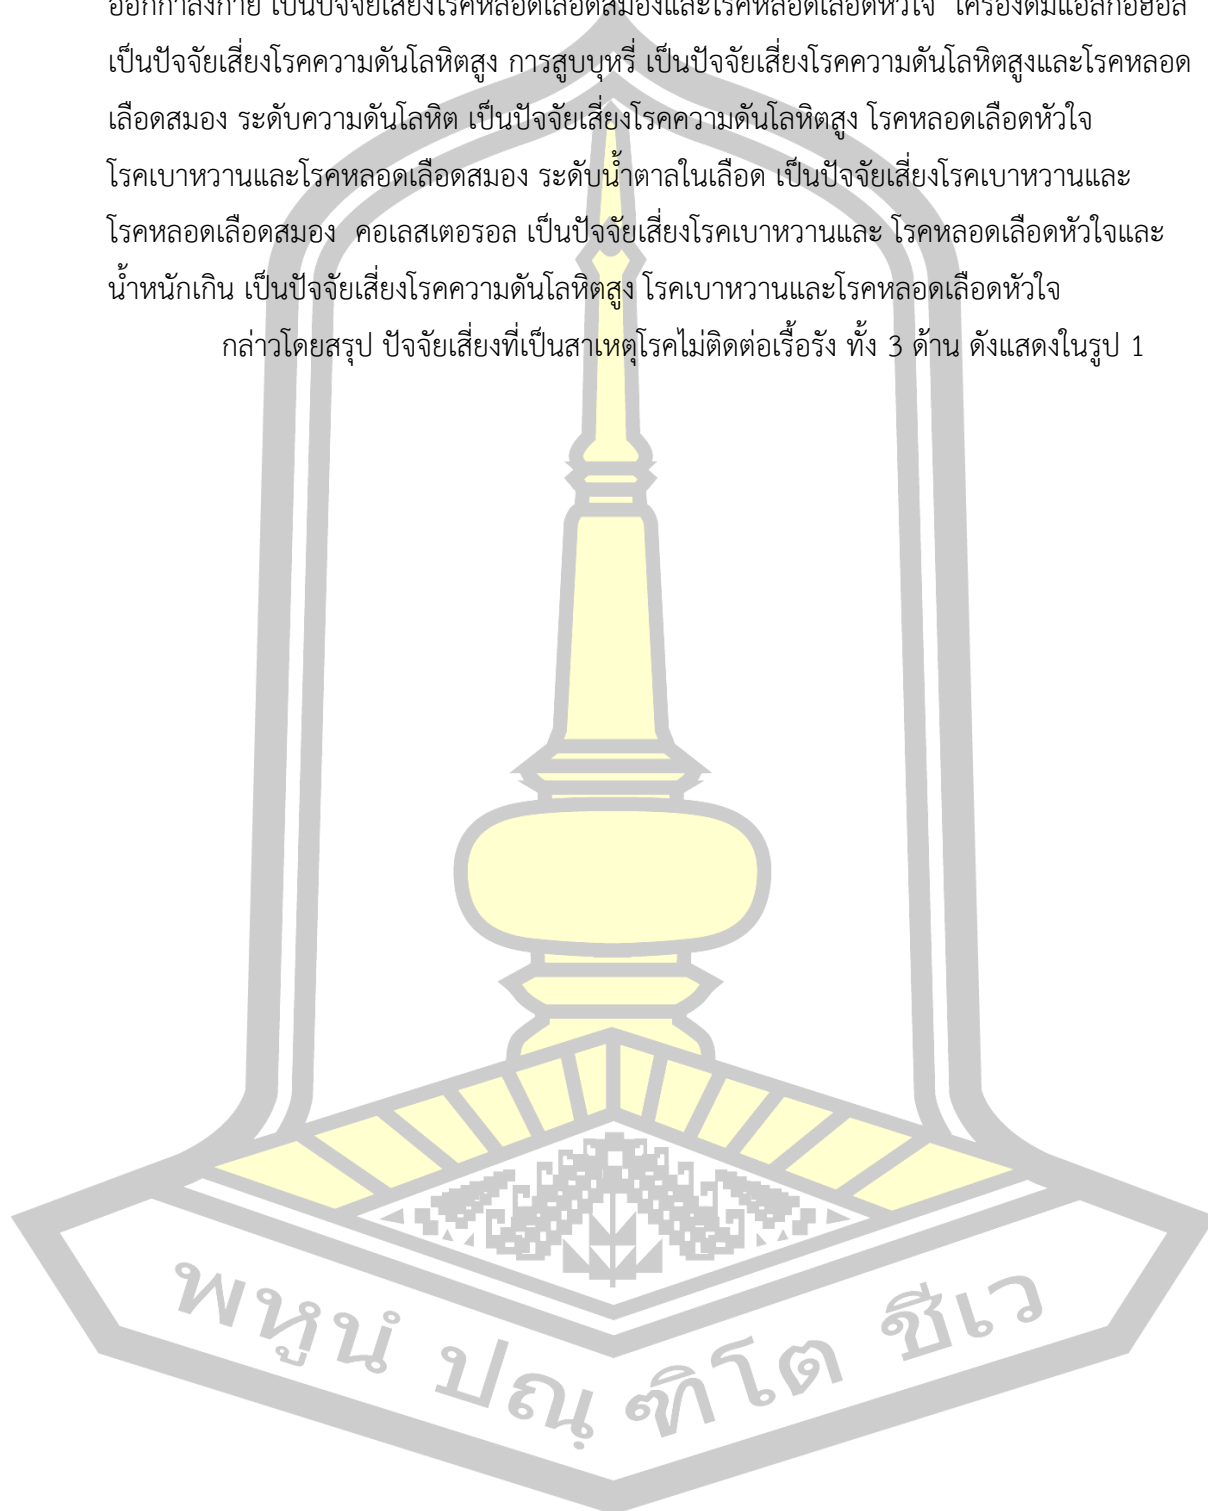 ออกกำลังกาย เป็นปัจจัยเสี่ยงโรคหลอดเลือดสมองและโรคหลอดเลือดหัวใจ เครื่องดื่มแอลกอฮอล์
เป็นปัจจัยเสี่ยงโรคความดันโลหิตสูง การสูบบุหรี่ เป็นปัจจัยเสี่ยงโรคความดันโลหิตสูงและโรคหลอด
เลือดสมอง ระดับความดันโลหิต เป็นปัจจัยเสี่ยงโรคความดันโลหิตสูง โรคหลอดเลือดหัวใจ
โรคเบาหวานและโรคหลอดเลือดสมอง ระดับน้ำตาลในเลือด เป็นปัจจัยเสี่ยงโรคเบาหวานและ
โรคหลอดเลือดสมอง คอเลสเตอรอล เป็นปัจจัยเสี่ยงโรคเบาหวานและ โรคหลอดเลือดหัวใจและ
น้ำหนักเกิน เป็นปัจจัยเสี่ยงโรคความดันโลหิตสูง โรคเบาหวานและโรคหลอดเลือดหัวใจ
กล่าวโดยสรุป ปัจจัยเสี่ยงที่เป็นสาเหตุโรคไม่ติดต่อเรื้อรัง ทั้ง 3 ด้าน ดังแสดงในรูป 1
พหูนํ ปณฺ ฑิโต ชีเว